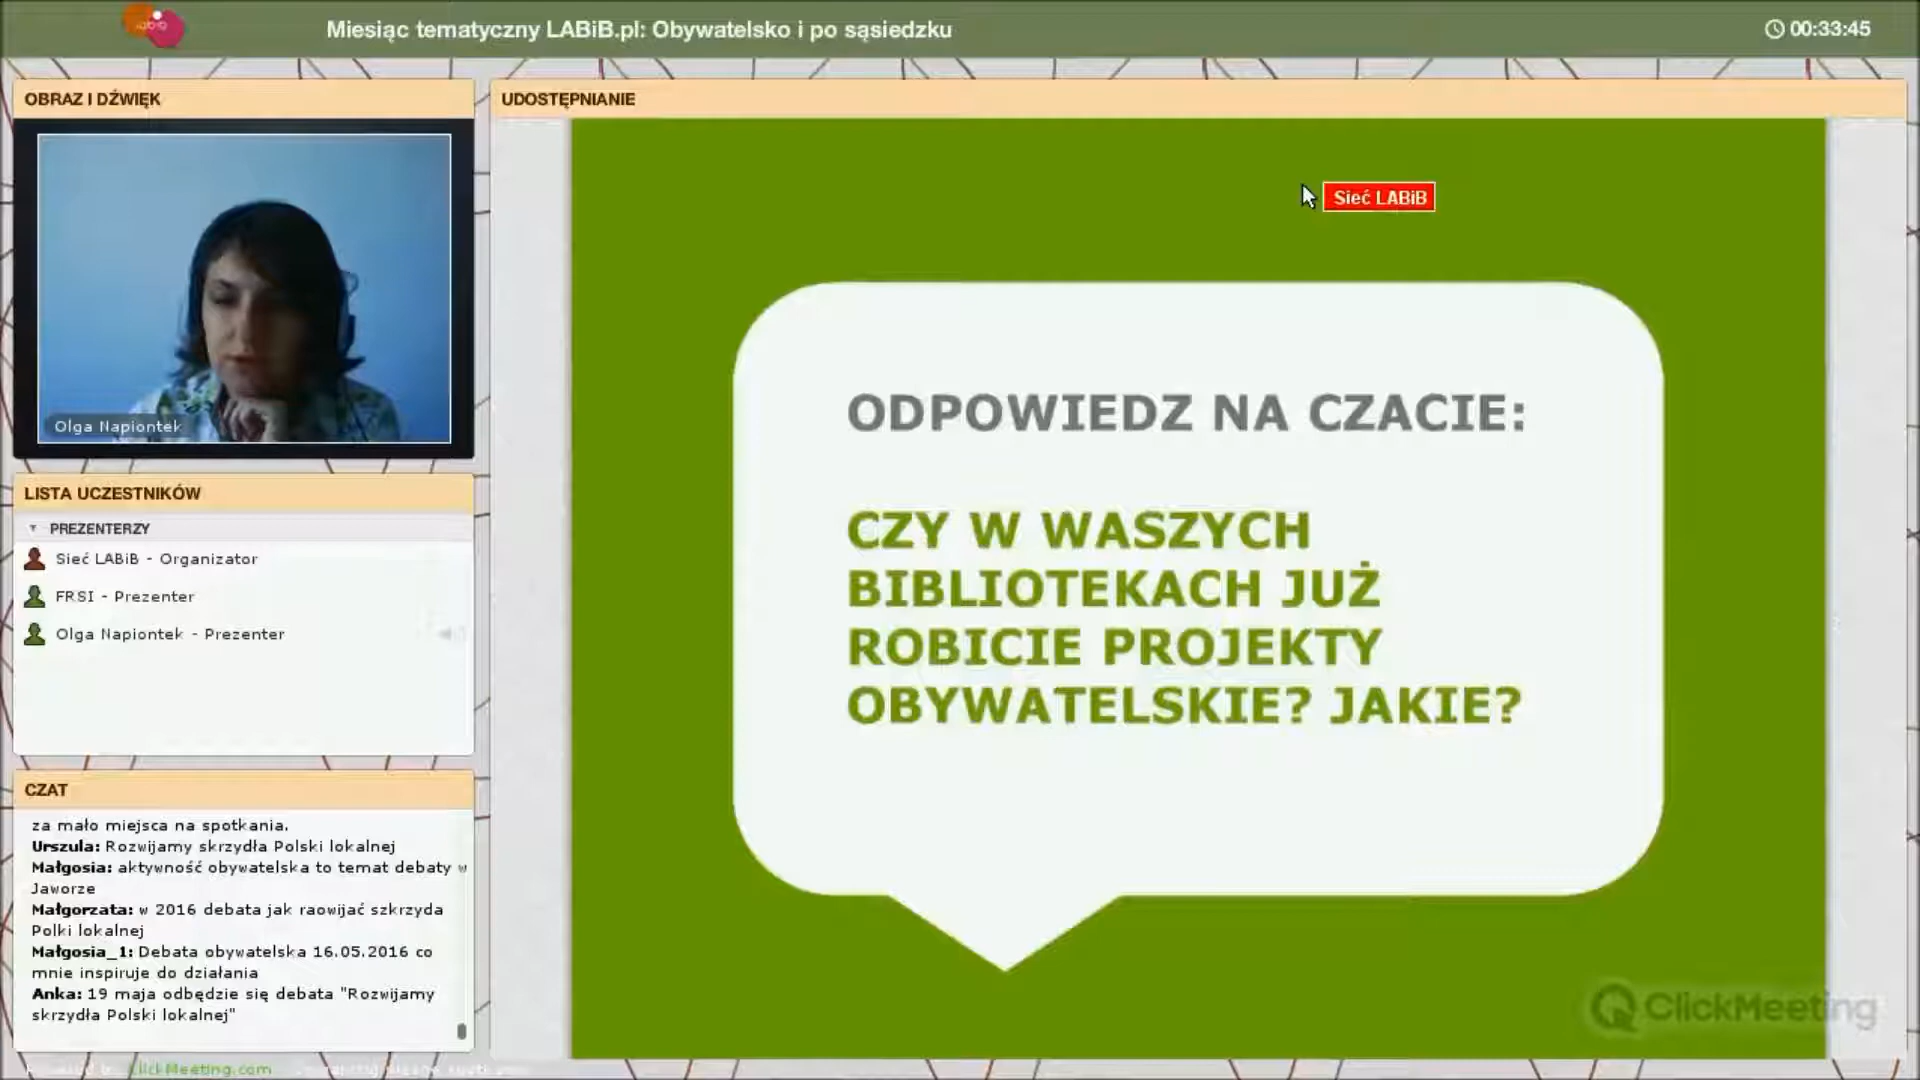 Miesiąc tematyczny LABiB.pl: Obywatelsko i po sąsiedzku
00:33:45
OBRAZ I DŹWIĘK
Olga Napiontek
LISTA UCZESTNIKÓW
PREZENTERZY
Sieć LABiB - Organizator
FRSI - Prezenter
Olga Napiontek - Prezenter
CZAT
za mało miejsca na spotkania.
Urszula: Rozwijamy skrzydła Polski lokalnej
Małgosia: aktywność obywatelska to temat debaty w
Jaworze
Małgorzata: w 2016 debata jak raowijać szkrzyda
Polki lokalnej
Małgosia_1: Debata obywatelska 16.05.2016 co
mnie inspiruje do działania
Anka: 19 maja odbędzie się debata "Rozwijamy
skrzydła Polski lokalnej"
ClickMeeting.com
UDOSTĘPNIANIE
Sieć LABiB
ODPOWIEDZ NA CZACIE:
CZY W WASZYCH
BIBLIOTEKACH JUŻ
ROBICIE PROJEKTY
OBYWATELSKIE? JAKIE?
ClickMeeting